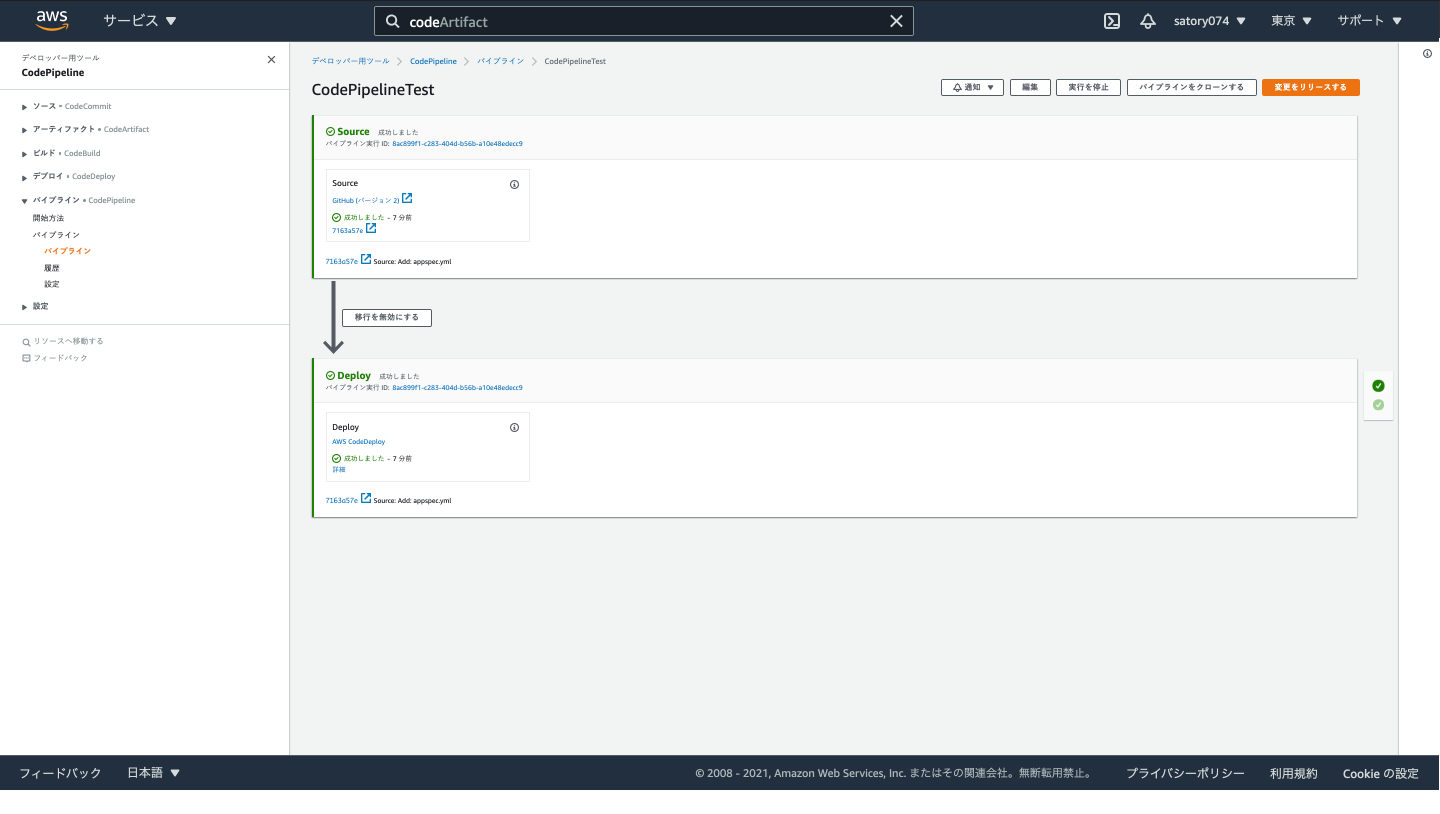 aws サービス ▼ codeArtifact satory074 ▼ 東京 ▼ サポート ▼
デベロッパー用ツール
CodePipeline
ソース • CodeCommit
アーティファクト • CodeArtifact
ビルド • CodeBuild
デプロイ • CodeDeploy
パイプライン • CodePipeline
開始方法
パイプライン
パイプライン
履歴
設定
設定
リソースへ移動する
フィードバック
デベロッパー用ツール > CodePipeline > パイプライン > CodePipelineTest
CodePipelineTest
通知 ▼ 編集 実行を停止 パイプラインをクローンする 変更をリリースする
Source 成功しました
パイプライン実行 ID: 8ac899f1-c283-404d-b56b-a10e48edecc9
Source
GitHub (バージョン 2)
成功しました - 7 分前
7163a57e
7163a57e Source: Add: appspec.yml
移行を無効にする
Deploy 成功しました
パイプライン実行 ID: 8ac899f1-c283-404d-b56b-a10e48edecc9
Deploy
AWS CodeDeploy
成功しました - 7 分前
詳細
7163a57e Source: Add: appspec.yml
フィードバック 日本語 ▼ © 2008 - 2021, Amazon Web Services, Inc. またはその関連会社。無断転用禁止。 プライバシーポリシー 利用規約 Cookie の設定